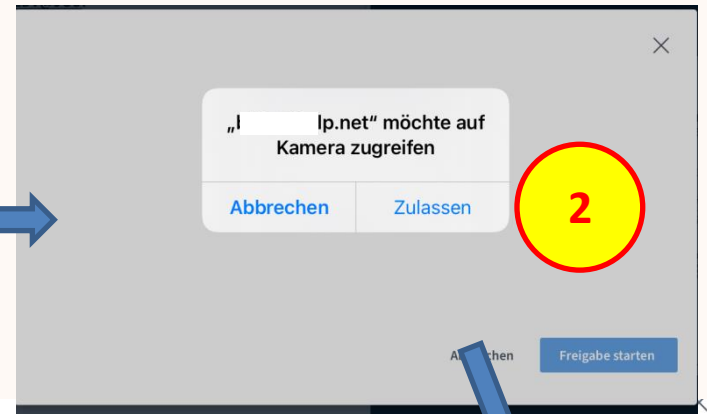 lp.net“ möchte auf
Kamera zugreifen
Abbrechen
Zulassen
2
Freigabe starten